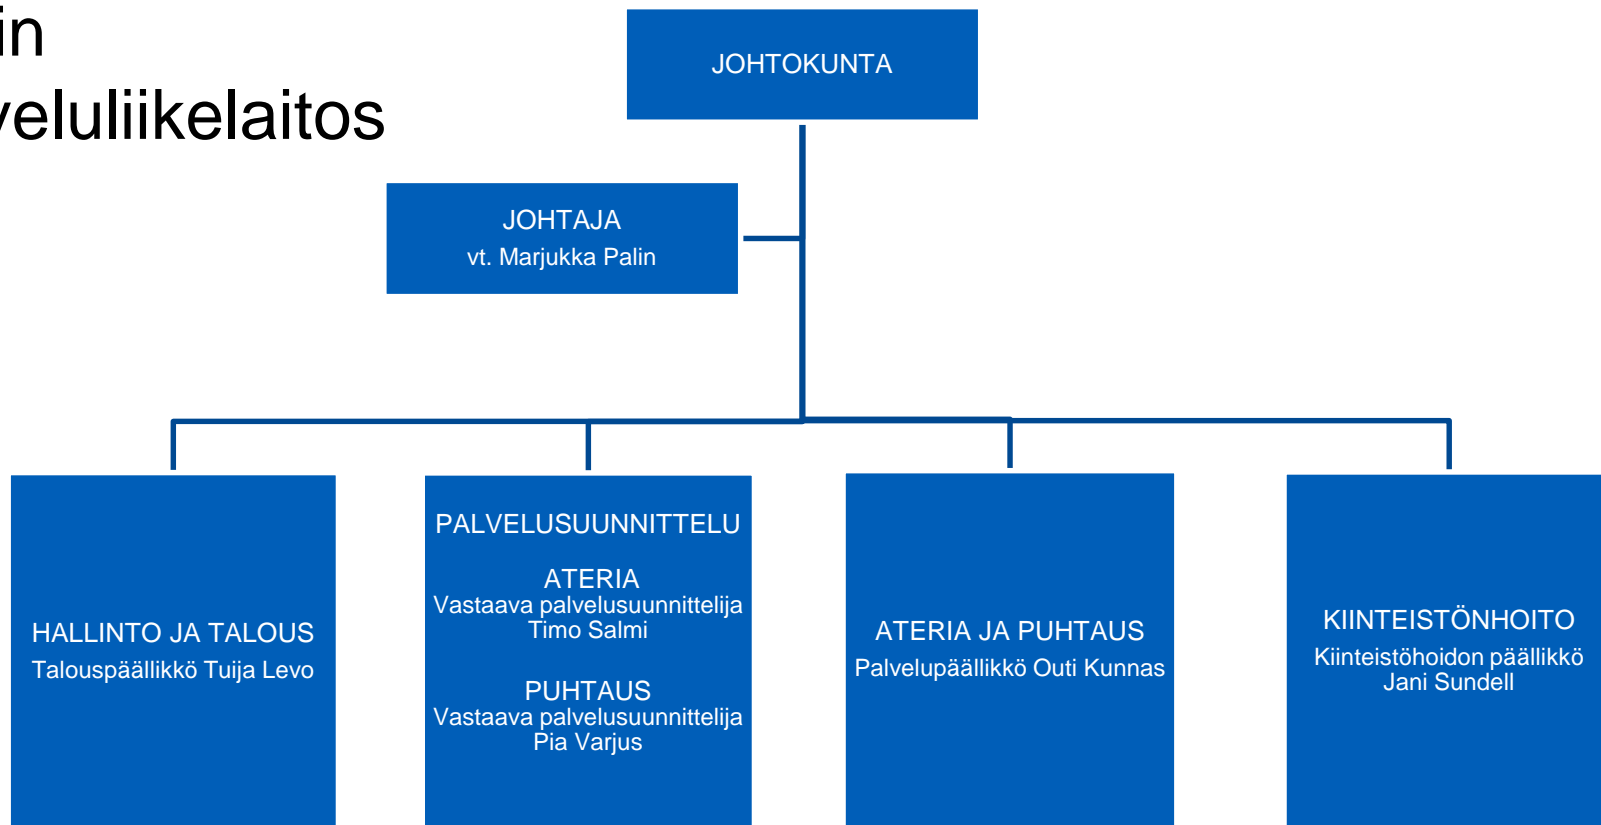 in
veluliikelaitos
JOHTOKUNTA
JOHTAJA
vt. Marjukka Palin
HALLINTO JA TALOUS
Talouspäällikkö Tuija Levo
PALVELUSUUNNITTELU
ATERIA
Vastaava palvelusuunnittelija
Timo Salmi
PUHTAUS
Vastaava palvelusuunnittelija
Pia Varjus
ATERIA JA PUHTAUS
Palvelupäällikkö Outi Kunnas
KIINTEISTÖNHOITO
Kiinteistöhoidon päällikkö
Jani Sundell